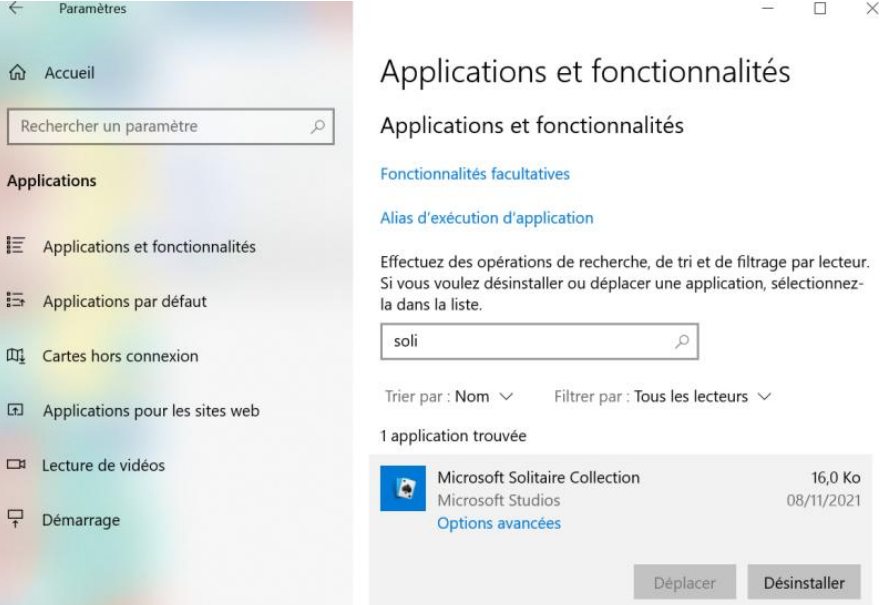 Paramètres
Accueil
Rechercher un paramètre
Applications
Applications et fonctionnalités
Applications par défaut
Cartes hors connexion
Applications pour les sites web
Lecture de vidéos
Démarrage
Applications et fonctionnalités
Applications et fonctionnalités
Fonctionnalités facultatives
Alias d'exécution d'application
Effectuez des opérations de recherche, de tri et de filtrage par lecteur.
Si vous voulez désinstaller ou déplacer une application, sélectionnez-
la dans la liste.
soli
Trier par : Nom Filtrer par : Tous les lecteurs
1 application trouvée
Microsoft Solitaire Collection 16,0 Ko
Microsoft Studios 08/11/2021
Options avancées
Déplacer Désinstaller